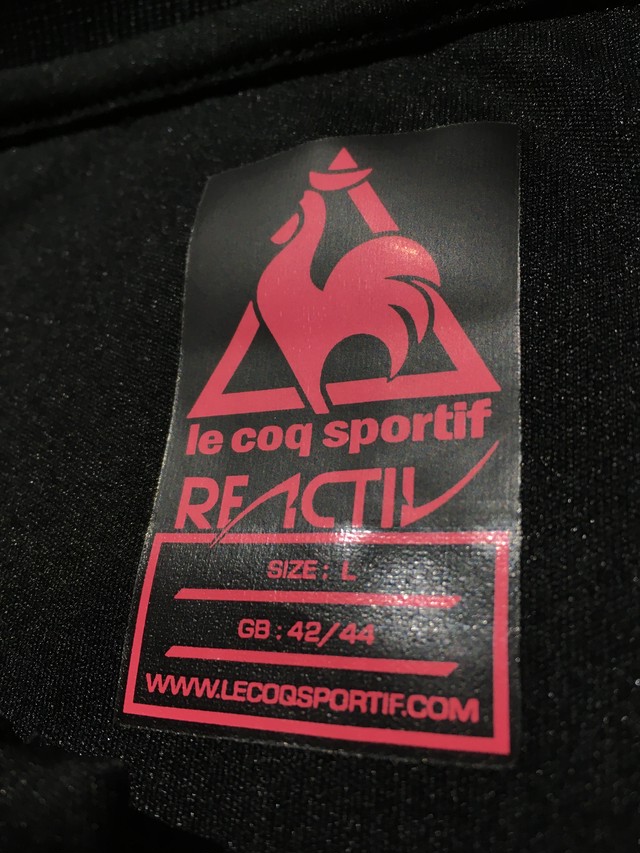 le coq sportif
REACTIV
SIZE: L
GB: 42/44
WWW.LECOQSPORTIF.COM